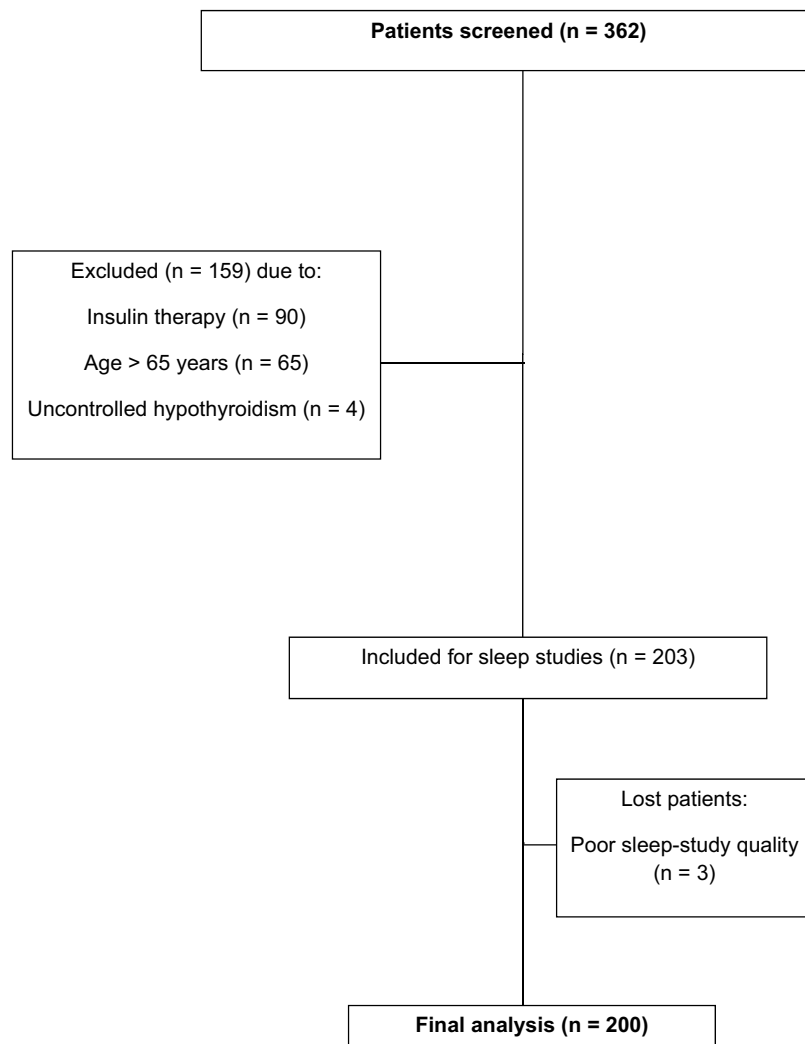 Patients screened (n = 362)
Excluded (n = 159) due to:
Insulin therapy (n = 90)
Age > 65 years (n = 65)
Uncontrolled hypothyroidism (n = 4)
Included for sleep studies (n = 203)
Lost patients:
Poor sleep-study quality
(n = 3)
Final analysis (n = 200)